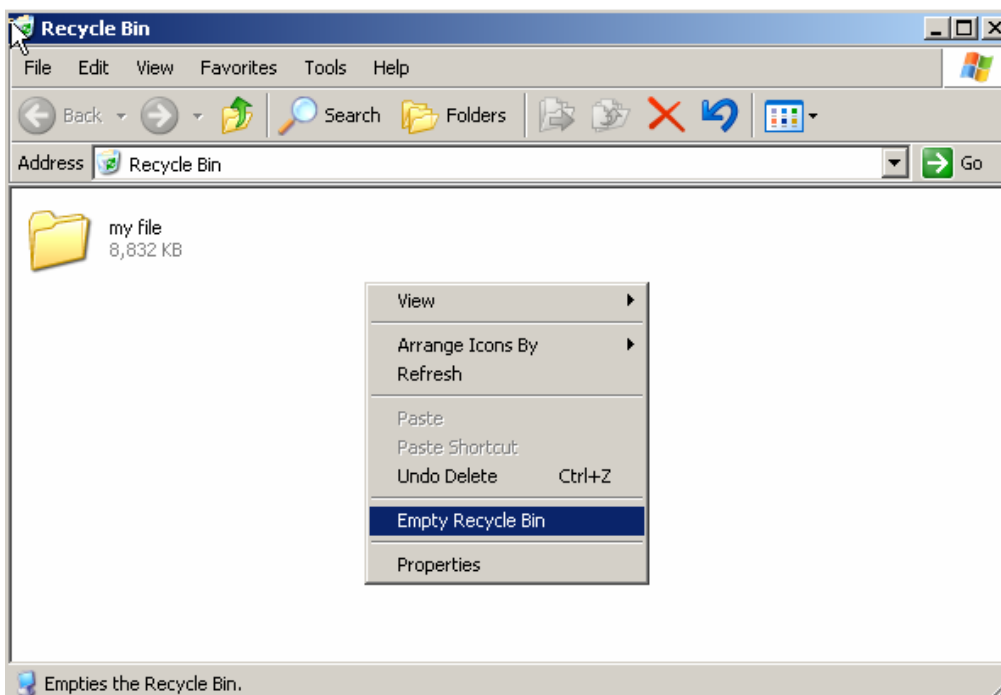 Recycle Bin
File Edit View Favorites Tools Help
Back Search Folders
Address Recycle Bin Go
my file
8,832 KB
View
Arrange Icons By
Refresh
Paste
Paste Shortcut
Undo Delete Ctrl+Z
Empty Recycle Bin
Properties
Empties the Recycle Bin.